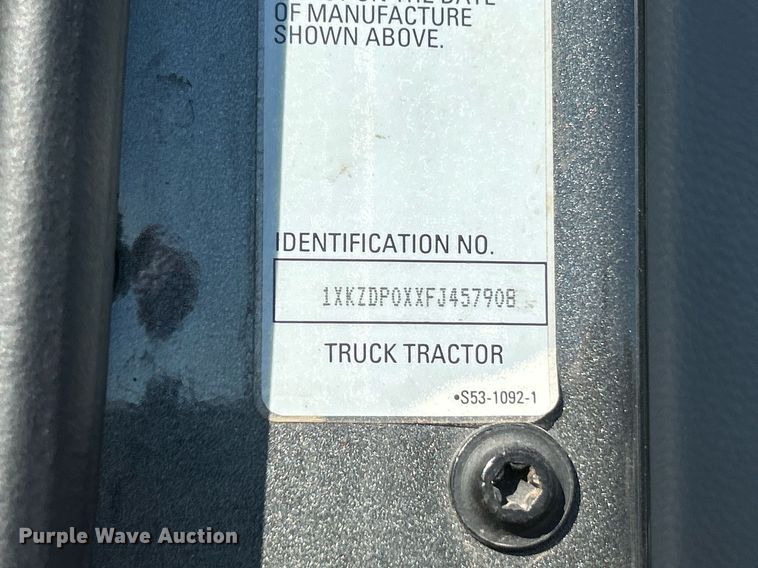 OF MANUFACTURE
SHOWN ABOVE.
IDENTIFICATION NO.
1XKZDP0XXFJ457908
TRUCK TRACTOR
•S53-1092-1
Purple Wave Auction